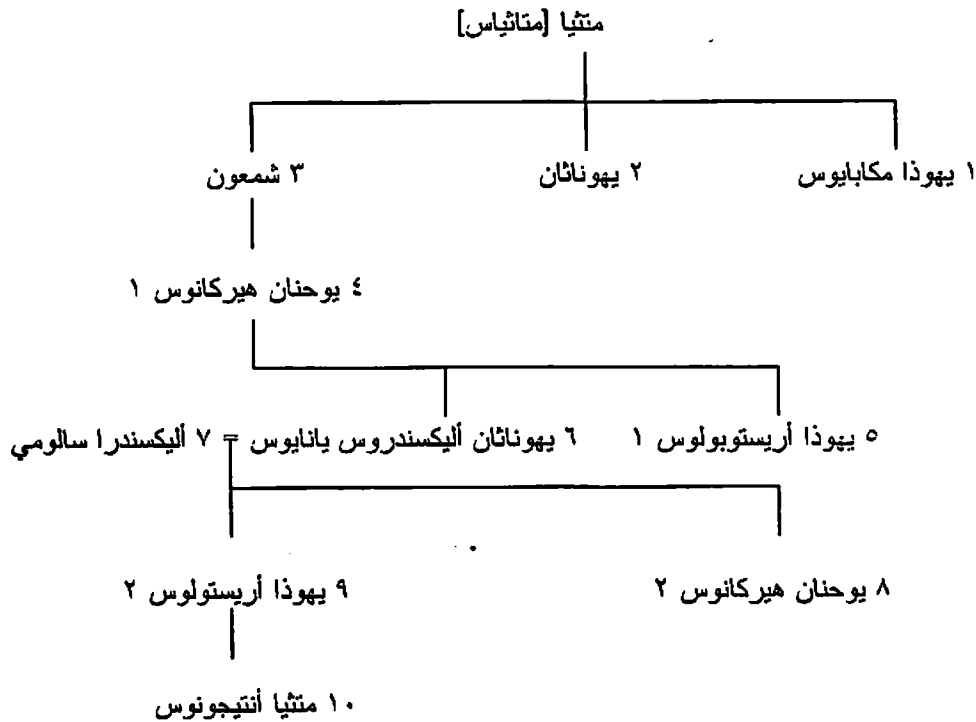 متثيا [متاثياس]
١ يهوذا مكابايوس ٢ يهوناثان ٣ شمعون
٤ يوحنان هيركانوس ١
٥ يهوذا أريستوبولوس ١ ٦ يهوناثان أليكسندروس يانايوس = ٧ أليكسندرا سالومي
٨ يوحنان هيركانوس ٢ ٩ يهوذا أريستولوس ٢
١٠ متثيا أنتيجونوس